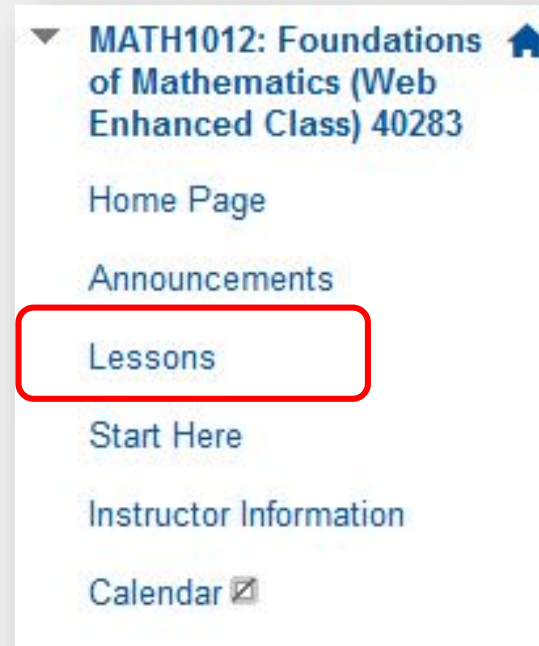 MATH1012: Foundations
of Mathematics (Web
Enhanced Class) 40283
Home Page
Announcements
Lessons
Start Here
Instructor Information
Calendar